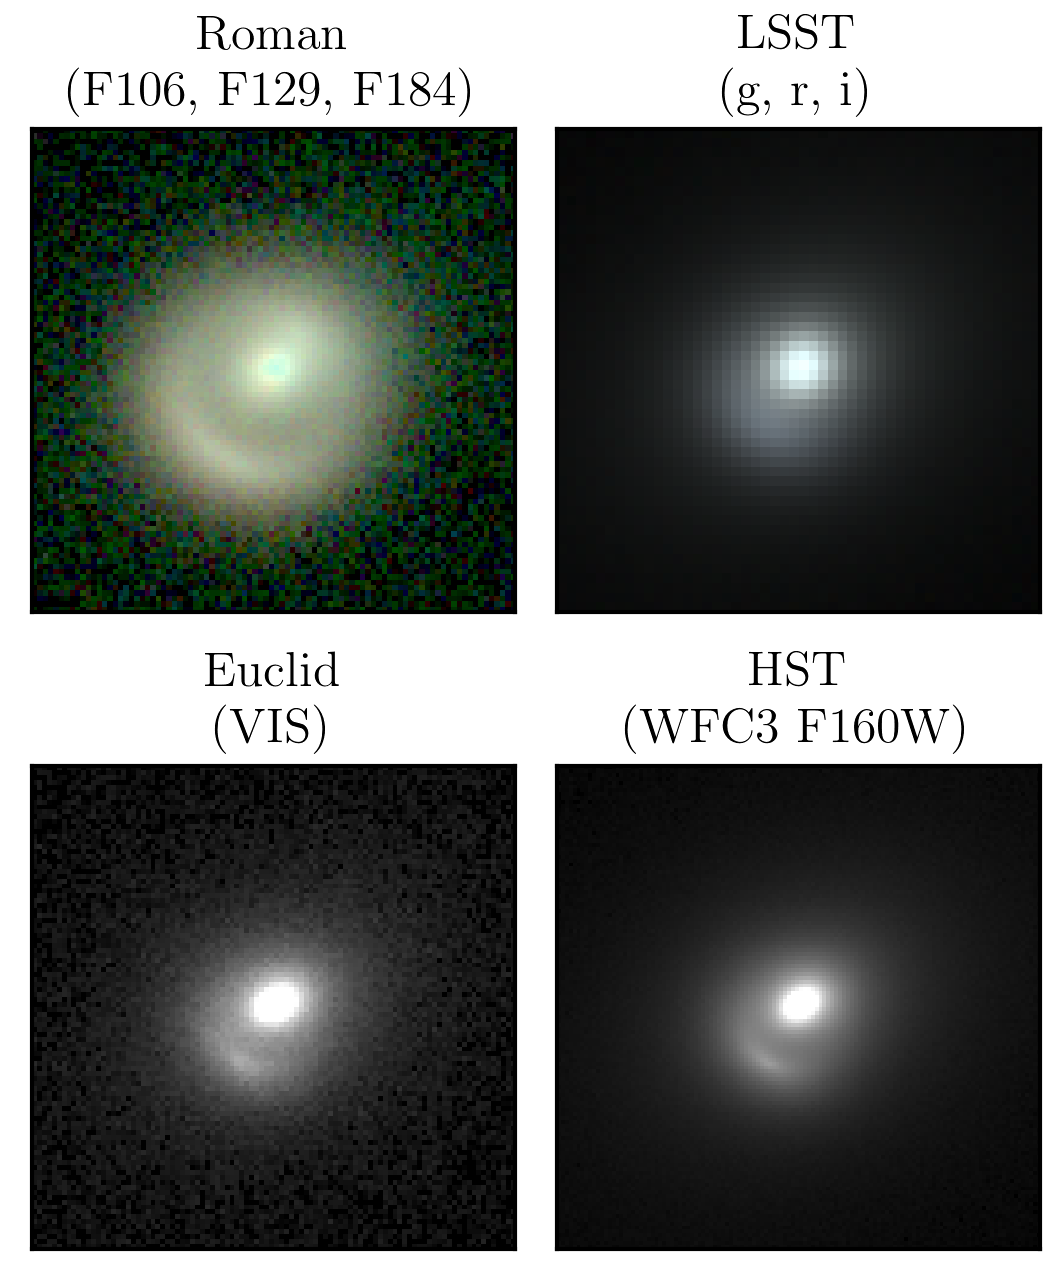 Roman
(F106, F129, F184)
LSST
(g, r, i)
Euclid
(VIS)
HST
(WFC3 F160W)